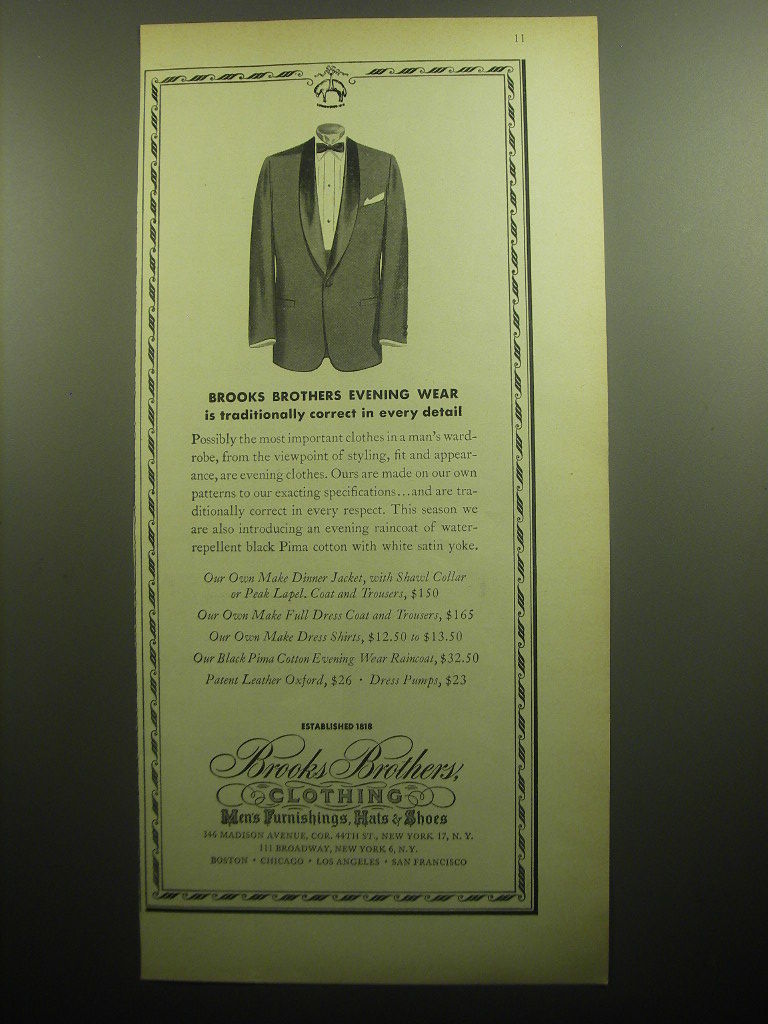 11
BROOKS BROTHERS EVENING WEAR
is traditionally correct in every detail
Possibly the most important clothes in a man's ward-
robe, from the viewpoint of styling, fit and appear-
ance, are evening clothes. Ours are made on our own
patterns to our exacting specifications...and are tra-
ditionally correct in every respect. This season we
are also introducing an evening raincoat of water-
repellent black Pima cotton with white satin yoke.
Our Own Make Dinner Jacket, with Shawl Collar
or Peak Lapel. Coat and Trousers, $150
Our Own Make Full Dress Coat and Trousers, $165
Our Own Make Dress Shirts, $12.50 to $13.50
Our Black Pima Cotton Evening Wear Raincoat, $32.50
Patent Leather Oxford, $26 • Dress Pumps, $23
ESTABLISHED 1818
Brooks Brothers,
CLOTHING
Men's Furnishings, Hats & Shoes
346 MADISON AVENUE, COR. 44TH ST., NEW YORK 17, N. Y.
111 BROADWAY, NEW YORK 6, N.Y.
BOSTON • CHICAGO • LOS ANGELES • SAN FRANCISCO